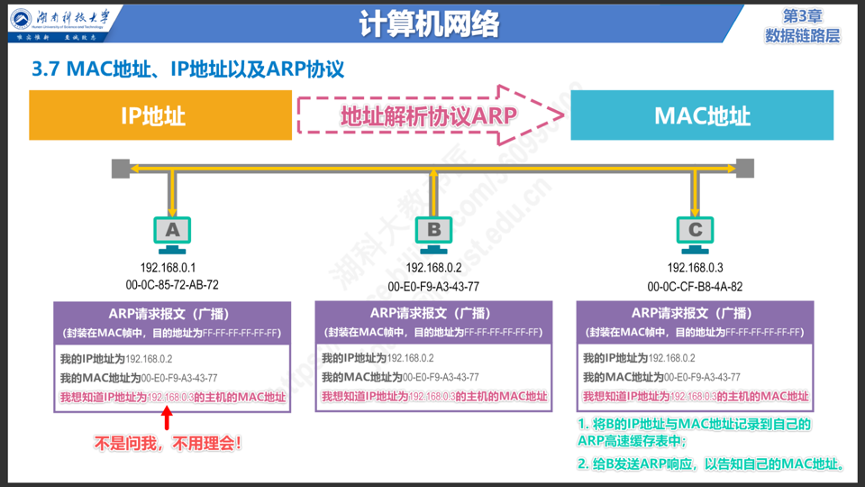 湖南科技大学
Hunan University of Science and Technology
唯实惟新 至诚致志
计算机网络
第3章
数据链路层
3.7 MAC地址、IP地址以及ARP协议
IP地址
地址解析协议ARP
MAC地址
A
B
C
192.168.0.1
00-0C-85-72-AB-72
192.168.0.2
00-E0-F9-A3-43-77
192.168.0.3
00-0C-CF-B8-4A-82
ARP请求报文（广播）
（封装在MAC帧中，目的地址为FF-FF-FF-FF-FF-FF）
我的IP地址为192.168.0.2
我的MAC地址为00-E0-F9-A3-43-77
我想知道IP地址为192.168.0.3的主机的MAC地址
不是问我，不用理会！
ARP请求报文（广播）
（封装在MAC帧中，目的地址为FF-FF-FF-FF-FF-FF）
我的IP地址为192.168.0.2
我的MAC地址为00-E0-F9-A3-43-77
我想知道IP地址为192.168.0.3的主机的MAC地址
ARP请求报文（广播）
（封装在MAC帧中，目的地址为FF-FF-FF-FF-FF-FF）
我的IP地址为192.168.0.2
我的MAC地址为00-E0-F9-A3-43-77
我想知道IP地址为192.168.0.3的主机的MAC地址
1. 将B的IP地址与MAC地址记录到自己的
ARP高速缓存表中；
2. 给B发送ARP响应，以告知自己的MAC地址。